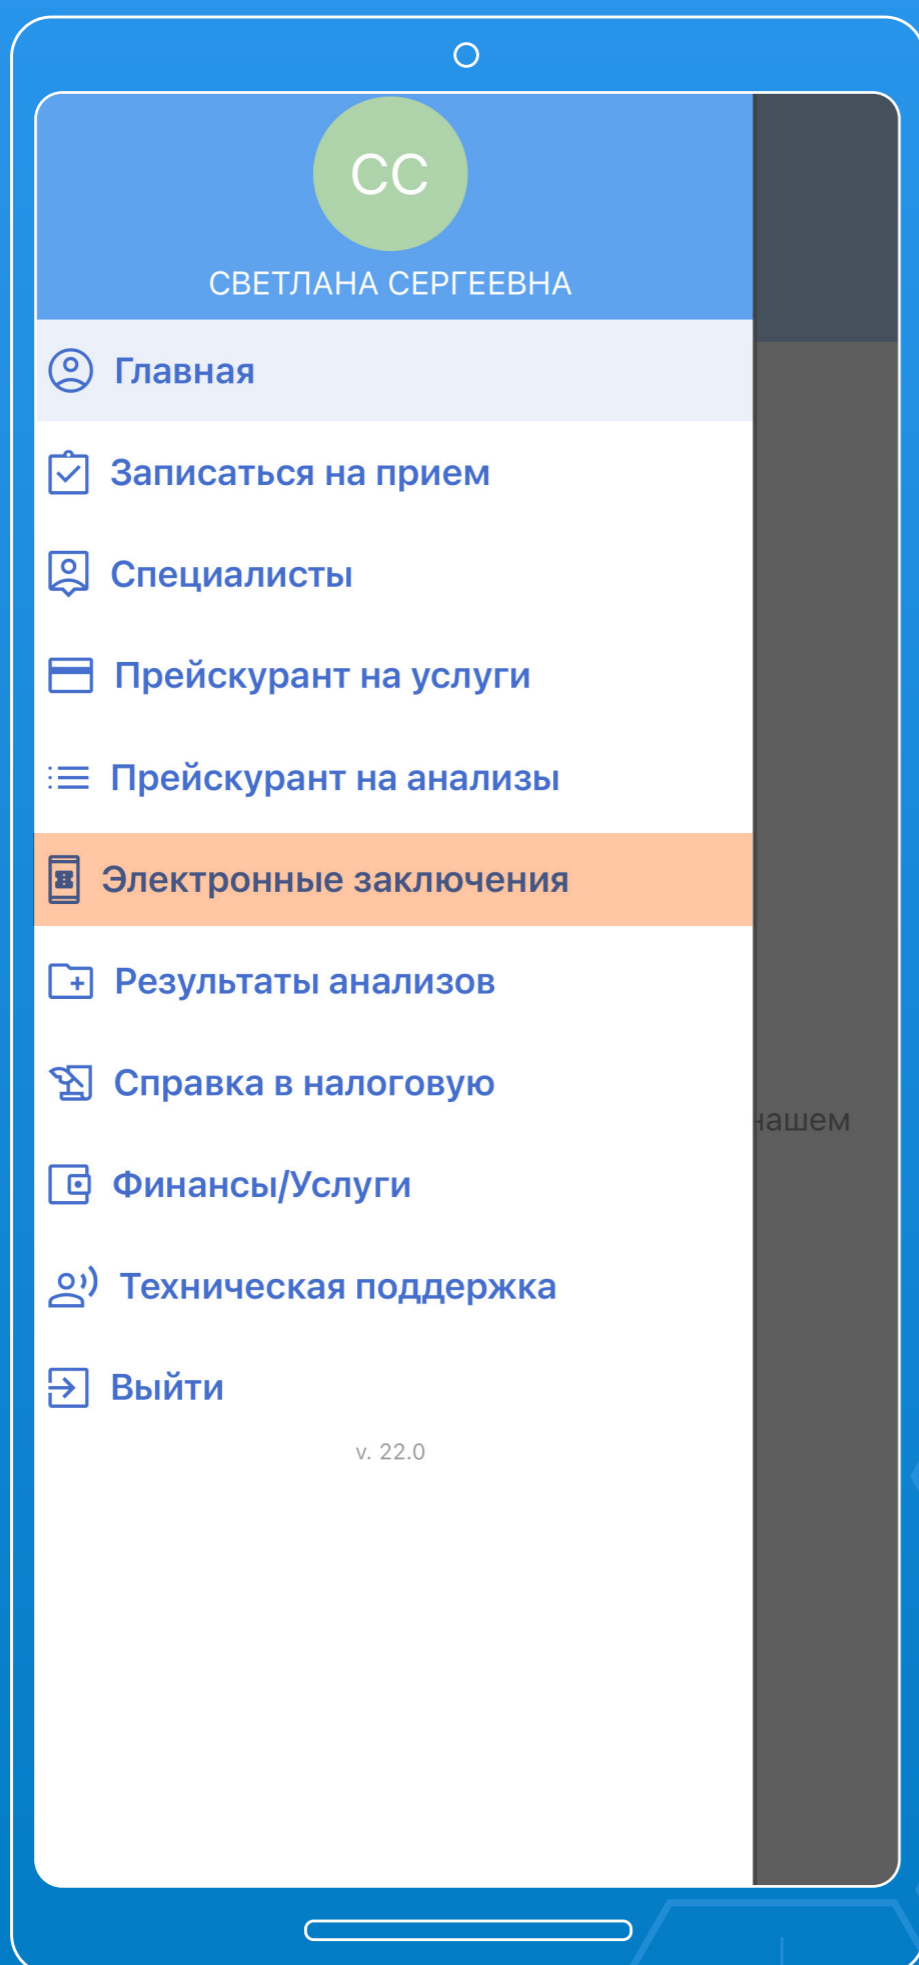 СС
СВЕТЛАНА СЕРГЕЕВНА
Главная
Записаться на прием
Специалисты
Прейскурант на услуги
Прейскурант на анализы
Электронные заключения
Результаты анализов
нашем
Справка в налоговую
Финансы/Услуги
Техническая поддержка
Выйти
v. 22.0